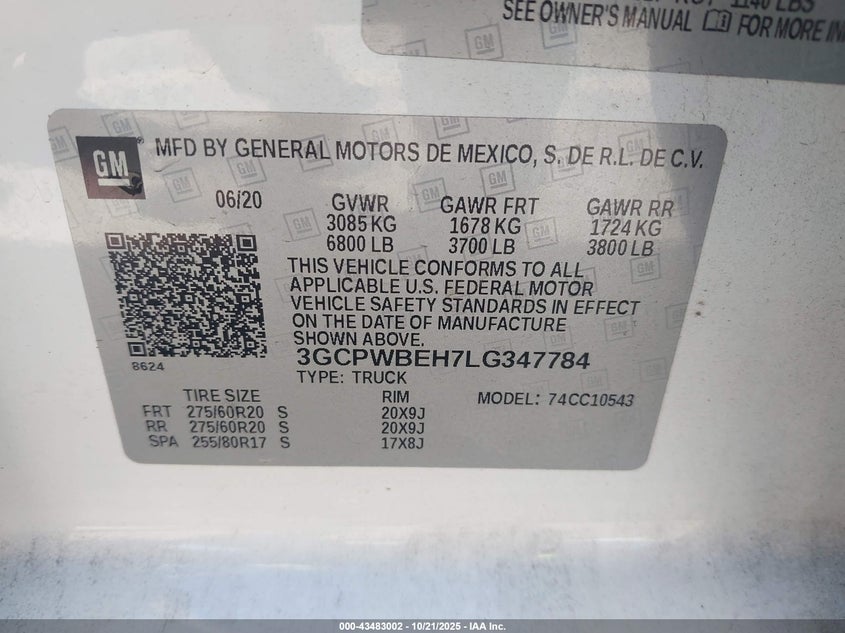 1140 LBS
SEE OWNER'S MANUAL FOR MORE IN
GM
MFD BY GENERAL MOTORS DE MEXICO, S. DE R.L. DE C.V.
06/20 GVWR GAWR FRT GAWR RR
3085 KG 1678 KG 1724 KG
6800 LB 3700 LB 3800 LB
THIS VEHICLE CONFORMS TO ALL
APPLICABLE U.S. FEDERAL MOTOR
VEHICLE SAFETY STANDARDS IN EFFECT
ON THE DATE OF MANUFACTURE
SHOWN ABOVE.
8624
3GCPWBEH7LG347784
TYPE: TRUCK
TIRE SIZE RIM MODEL: 74CC10543
FRT 275/60R20 S 20X9J
RR 275/60R20 S 20X9J
SPA 255/80R17 S 17X8J
000-43483002 - 10/21/2025 - IAA Inc.